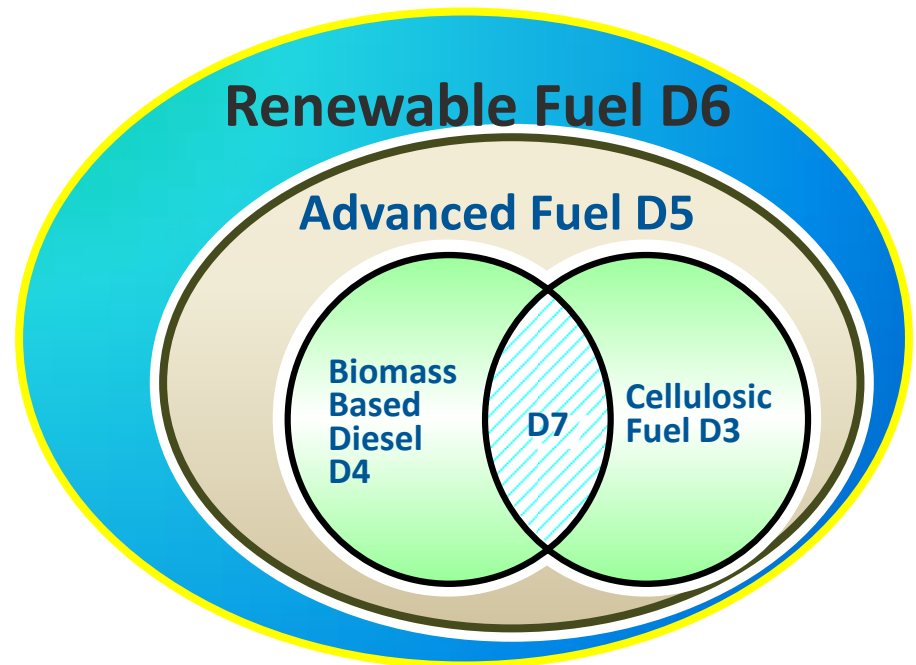 Renewable Fuel D6
Advanced Fuel D5
Biomass
Based
Diesel
D4
D7
Cellulosic
Fuel D3